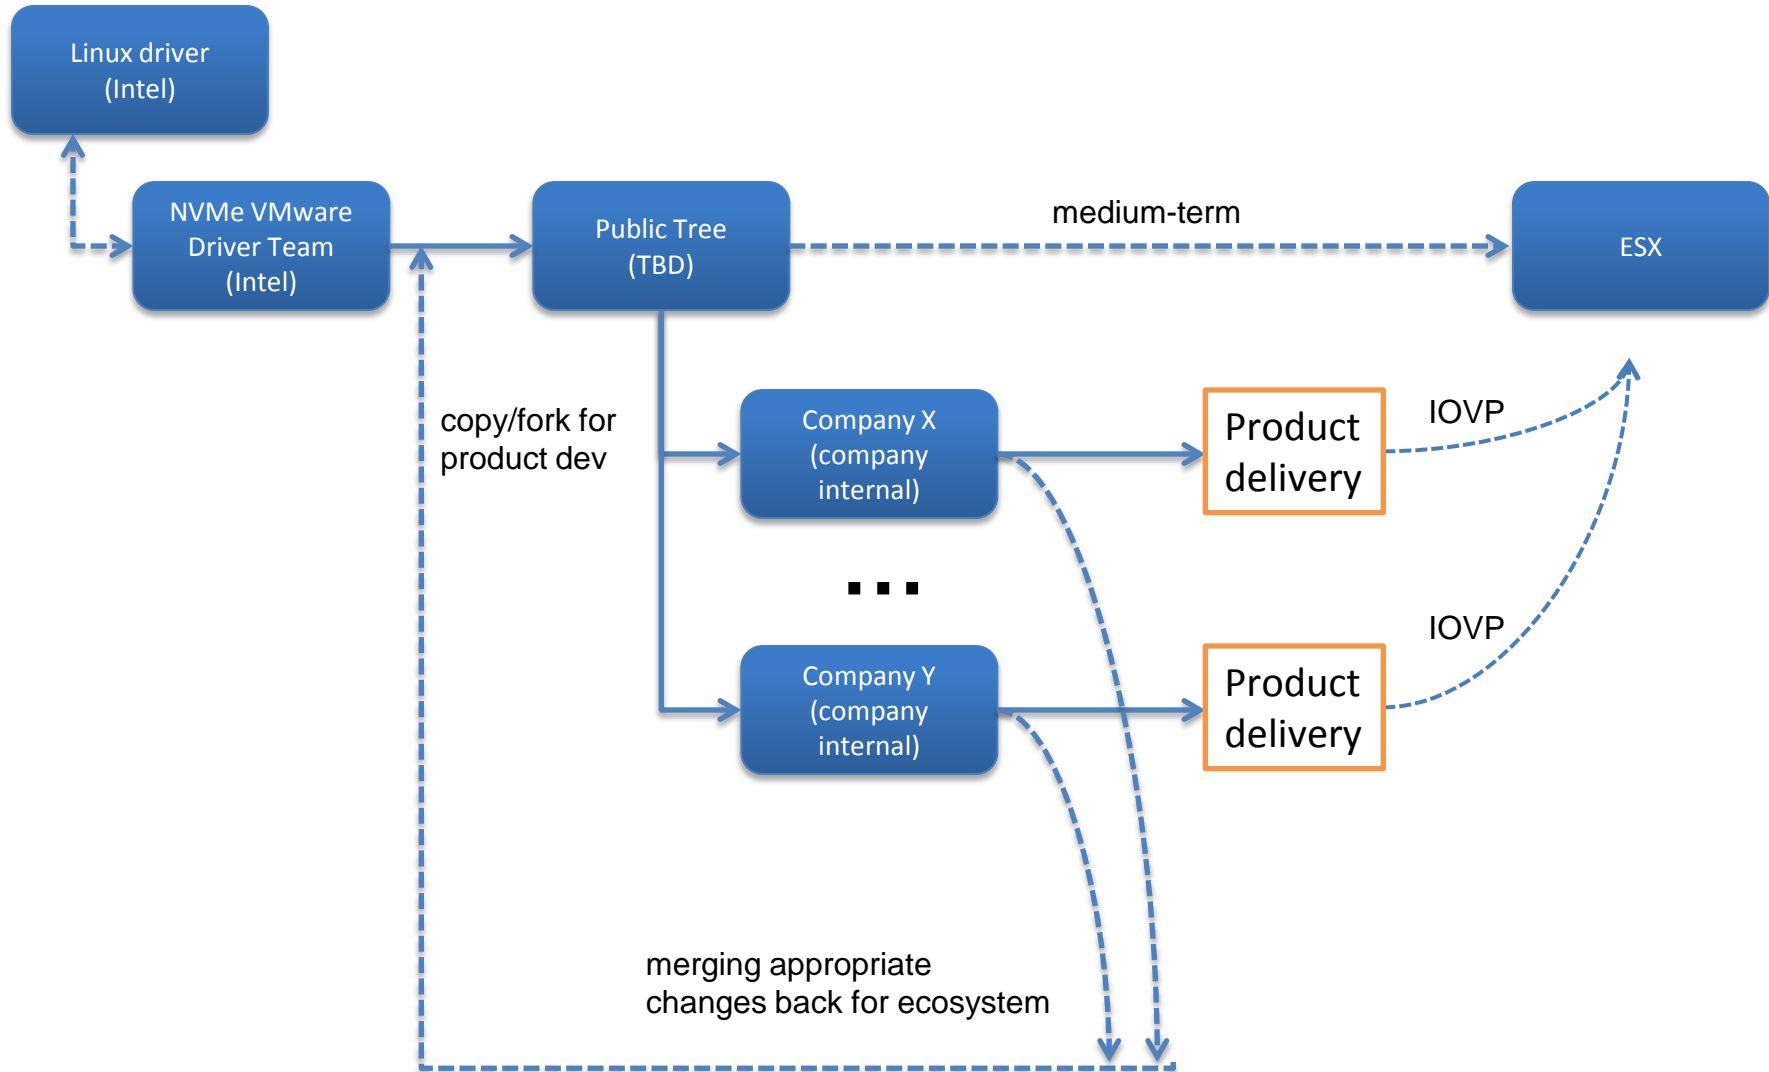 Linux driver
(Intel)
NVMe VMware
Driver Team
(Intel)
Public Tree
(TBD)
medium-term
ESX
copy/fork for
product dev
Company X
(company
internal)
Product
delivery
IOVP
...
Company Y
(company
internal)
Product
delivery
IOVP
merging appropriate
changes back for ecosystem